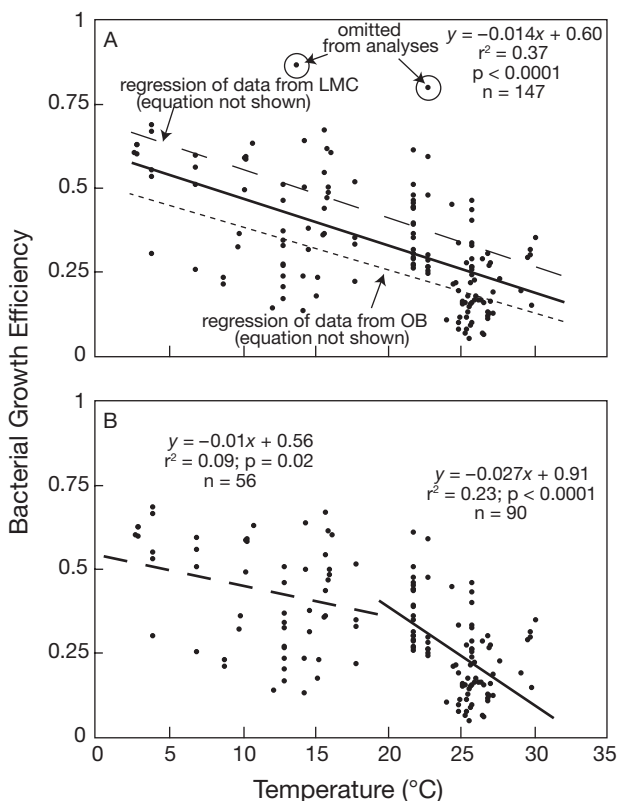 Bacterial Growth Efficiency
A
1
0.75
0.5
0.25
0
omitted
from analyses
y = −0.014x + 0.60
r² = 0.37
p < 0.0001
n = 147
regression of data from LMC
(equation not shown)
regression of data from OB
(equation not shown)
B
1
0.75
0.5
0.25
0
y = −0.01x + 0.56
r² = 0.09; p = 0.02
n = 56
y = −0.027x + 0.91
r² = 0.23; p < 0.0001
n = 90
0 5 10 15 20 25 30 35
Temperature (°C)